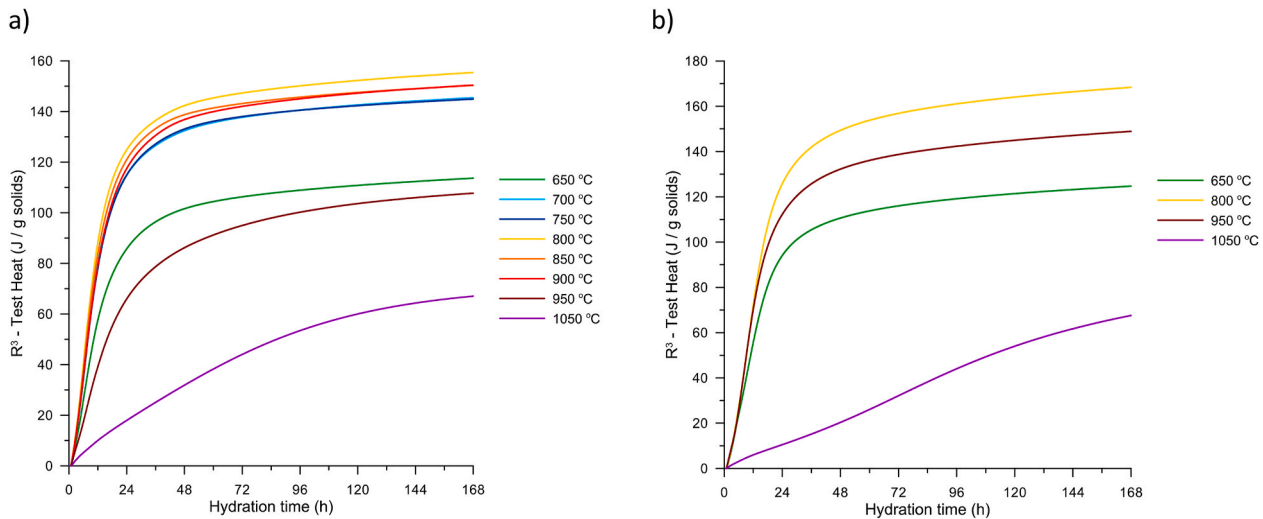 a)
160
140
120
100
80
60
40
20
0
R³ - Test Heat (J / g solids)
0 24 48 72 96 120 144 168
Hydration time (h)
650 ºC
700 ºC
750 ºC
800 ºC
850 ºC
900 ºC
950 ºC
1050 ºC
b)
180
160
140
120
100
80
60
40
20
0
R³ - Test Heat (J / g solids)
0 24 48 72 96 120 144 168
Hydration time (h)
650 ºC
800 ºC
950 ºC
1050 ºC